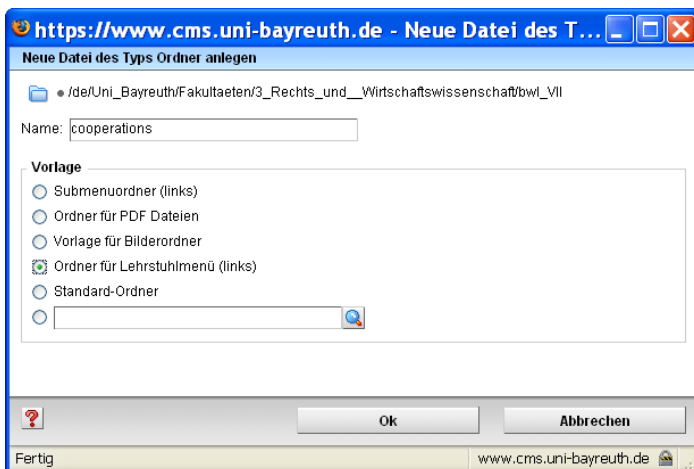 https://www.cms.uni-bayreuth.de - Neue Datei des T...
Neue Datei des Typs Ordner anlegen
/de/Uni_Bayreuth/Fakultaeten/3_Rechts_und__Wirtschaftswissenschaft/bwl_VII
Name: cooperations
Vorlage
Submenuordner (links)
Ordner für PDF Dateien
Vorlage für Bilderordner
Ordner für Lehrstuhlmenü (links)
Standard-Ordner
? Ok Abbrechen
Fertig www.cms.uni-bayreuth.de